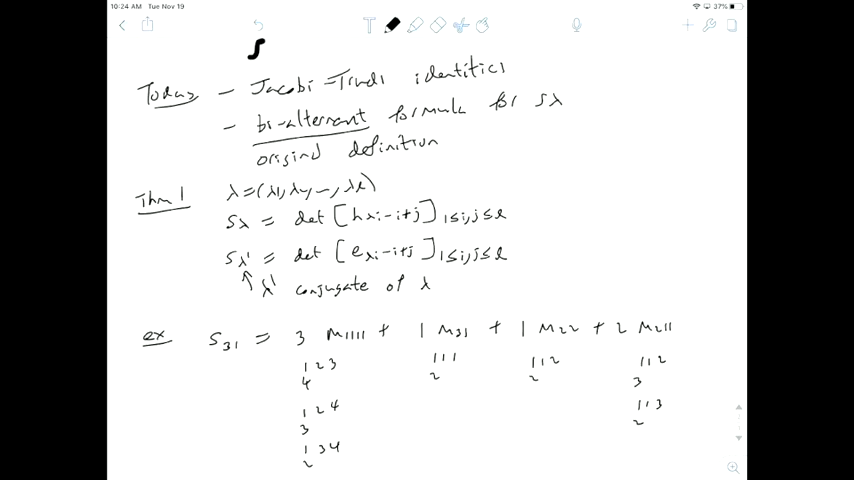 10:24 AM Tue Nov 19
37%
S
Today - Jacobi-Trudi identities
- bi-alternant formula for sλ
original definition
Thm 1 λ=(λ1,λ2,...,λℓ)
sλ = det [hλi-i+j]1≤i,j≤ℓ
sλ' = det [eλi-i+j]1≤i,j≤ℓ
↑ λ' conjugate of λ
ex s31 = 3 m1111 + 1 m31 + 1 m22 + 2 m211
1 2 3 1 1 1 1 1 2 1 1 2
4 2 2 3
1 2 4 1 1 3
3 2
1 3 4
2